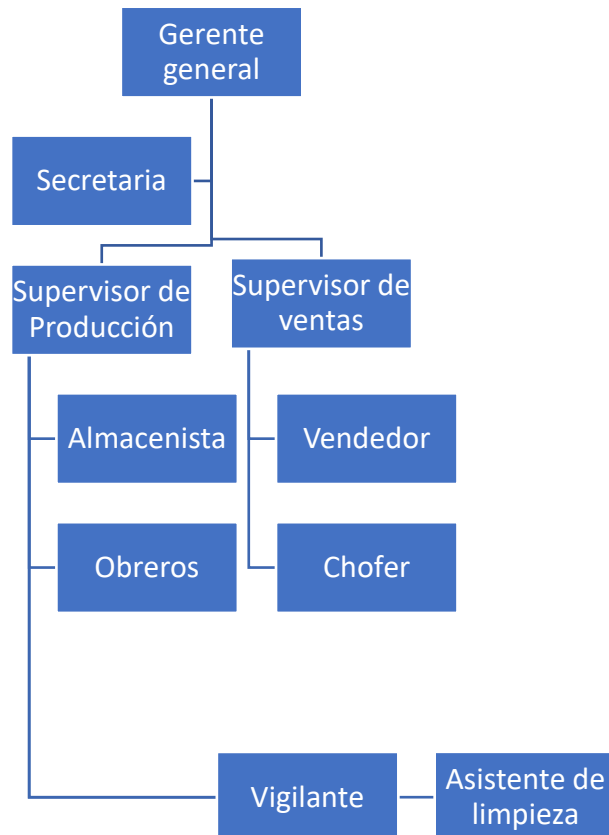 Gerente
general
Secretaria
Supervisor de
Producción
Supervisor de
ventas
Almacenista
Vendedor
Obreros
Chofer
Vigilante
Asistente de
limpieza